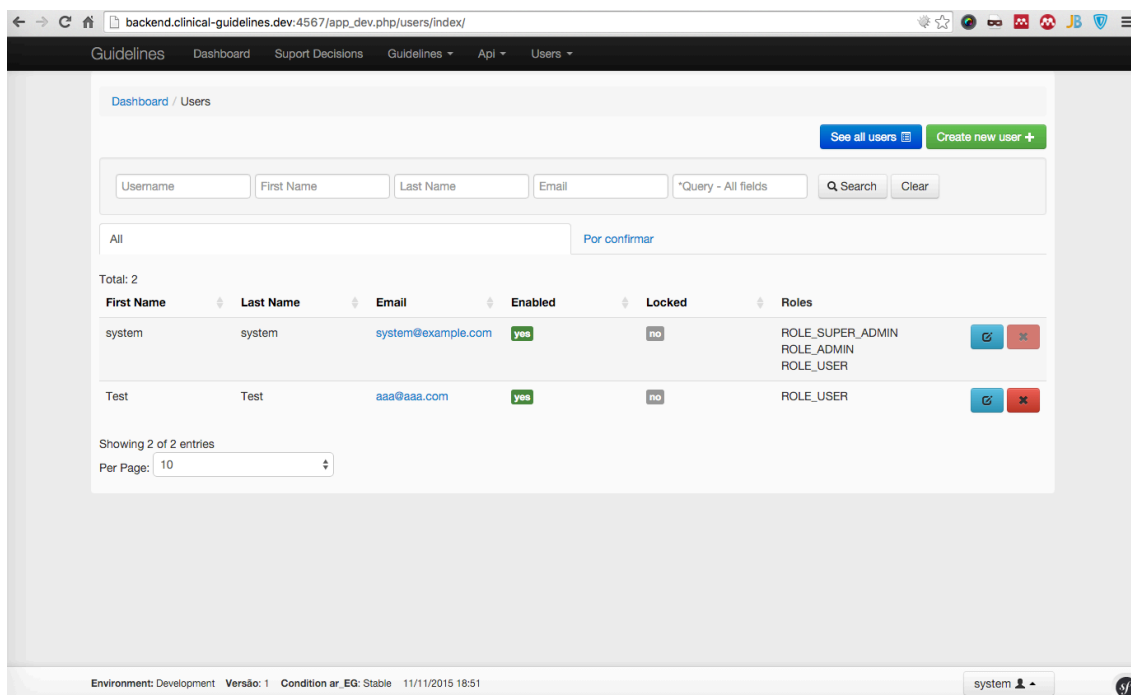 backend.clinical-guidelines.dev:4567/app_dev.php/users/index/
Guidelines Dashboard Suport Decisions Guidelines Api Users
Dashboard / Users
See all users Create new user +
Username First Name Last Name Email *Query - All fields Search Clear
All Por confirmar
Total: 2
First Name Last Name Email Enabled Locked Roles
system system system@example.com yes no ROLE_SUPER_ADMIN
ROLE_ADMIN
ROLE_USER
Test Test aaa@aaa.com yes no ROLE_USER
Showing 2 of 2 entries
Per Page: 10
Environment: Development Versão: 1 Condition ar_EG: Stable 11/11/2015 18:51 system